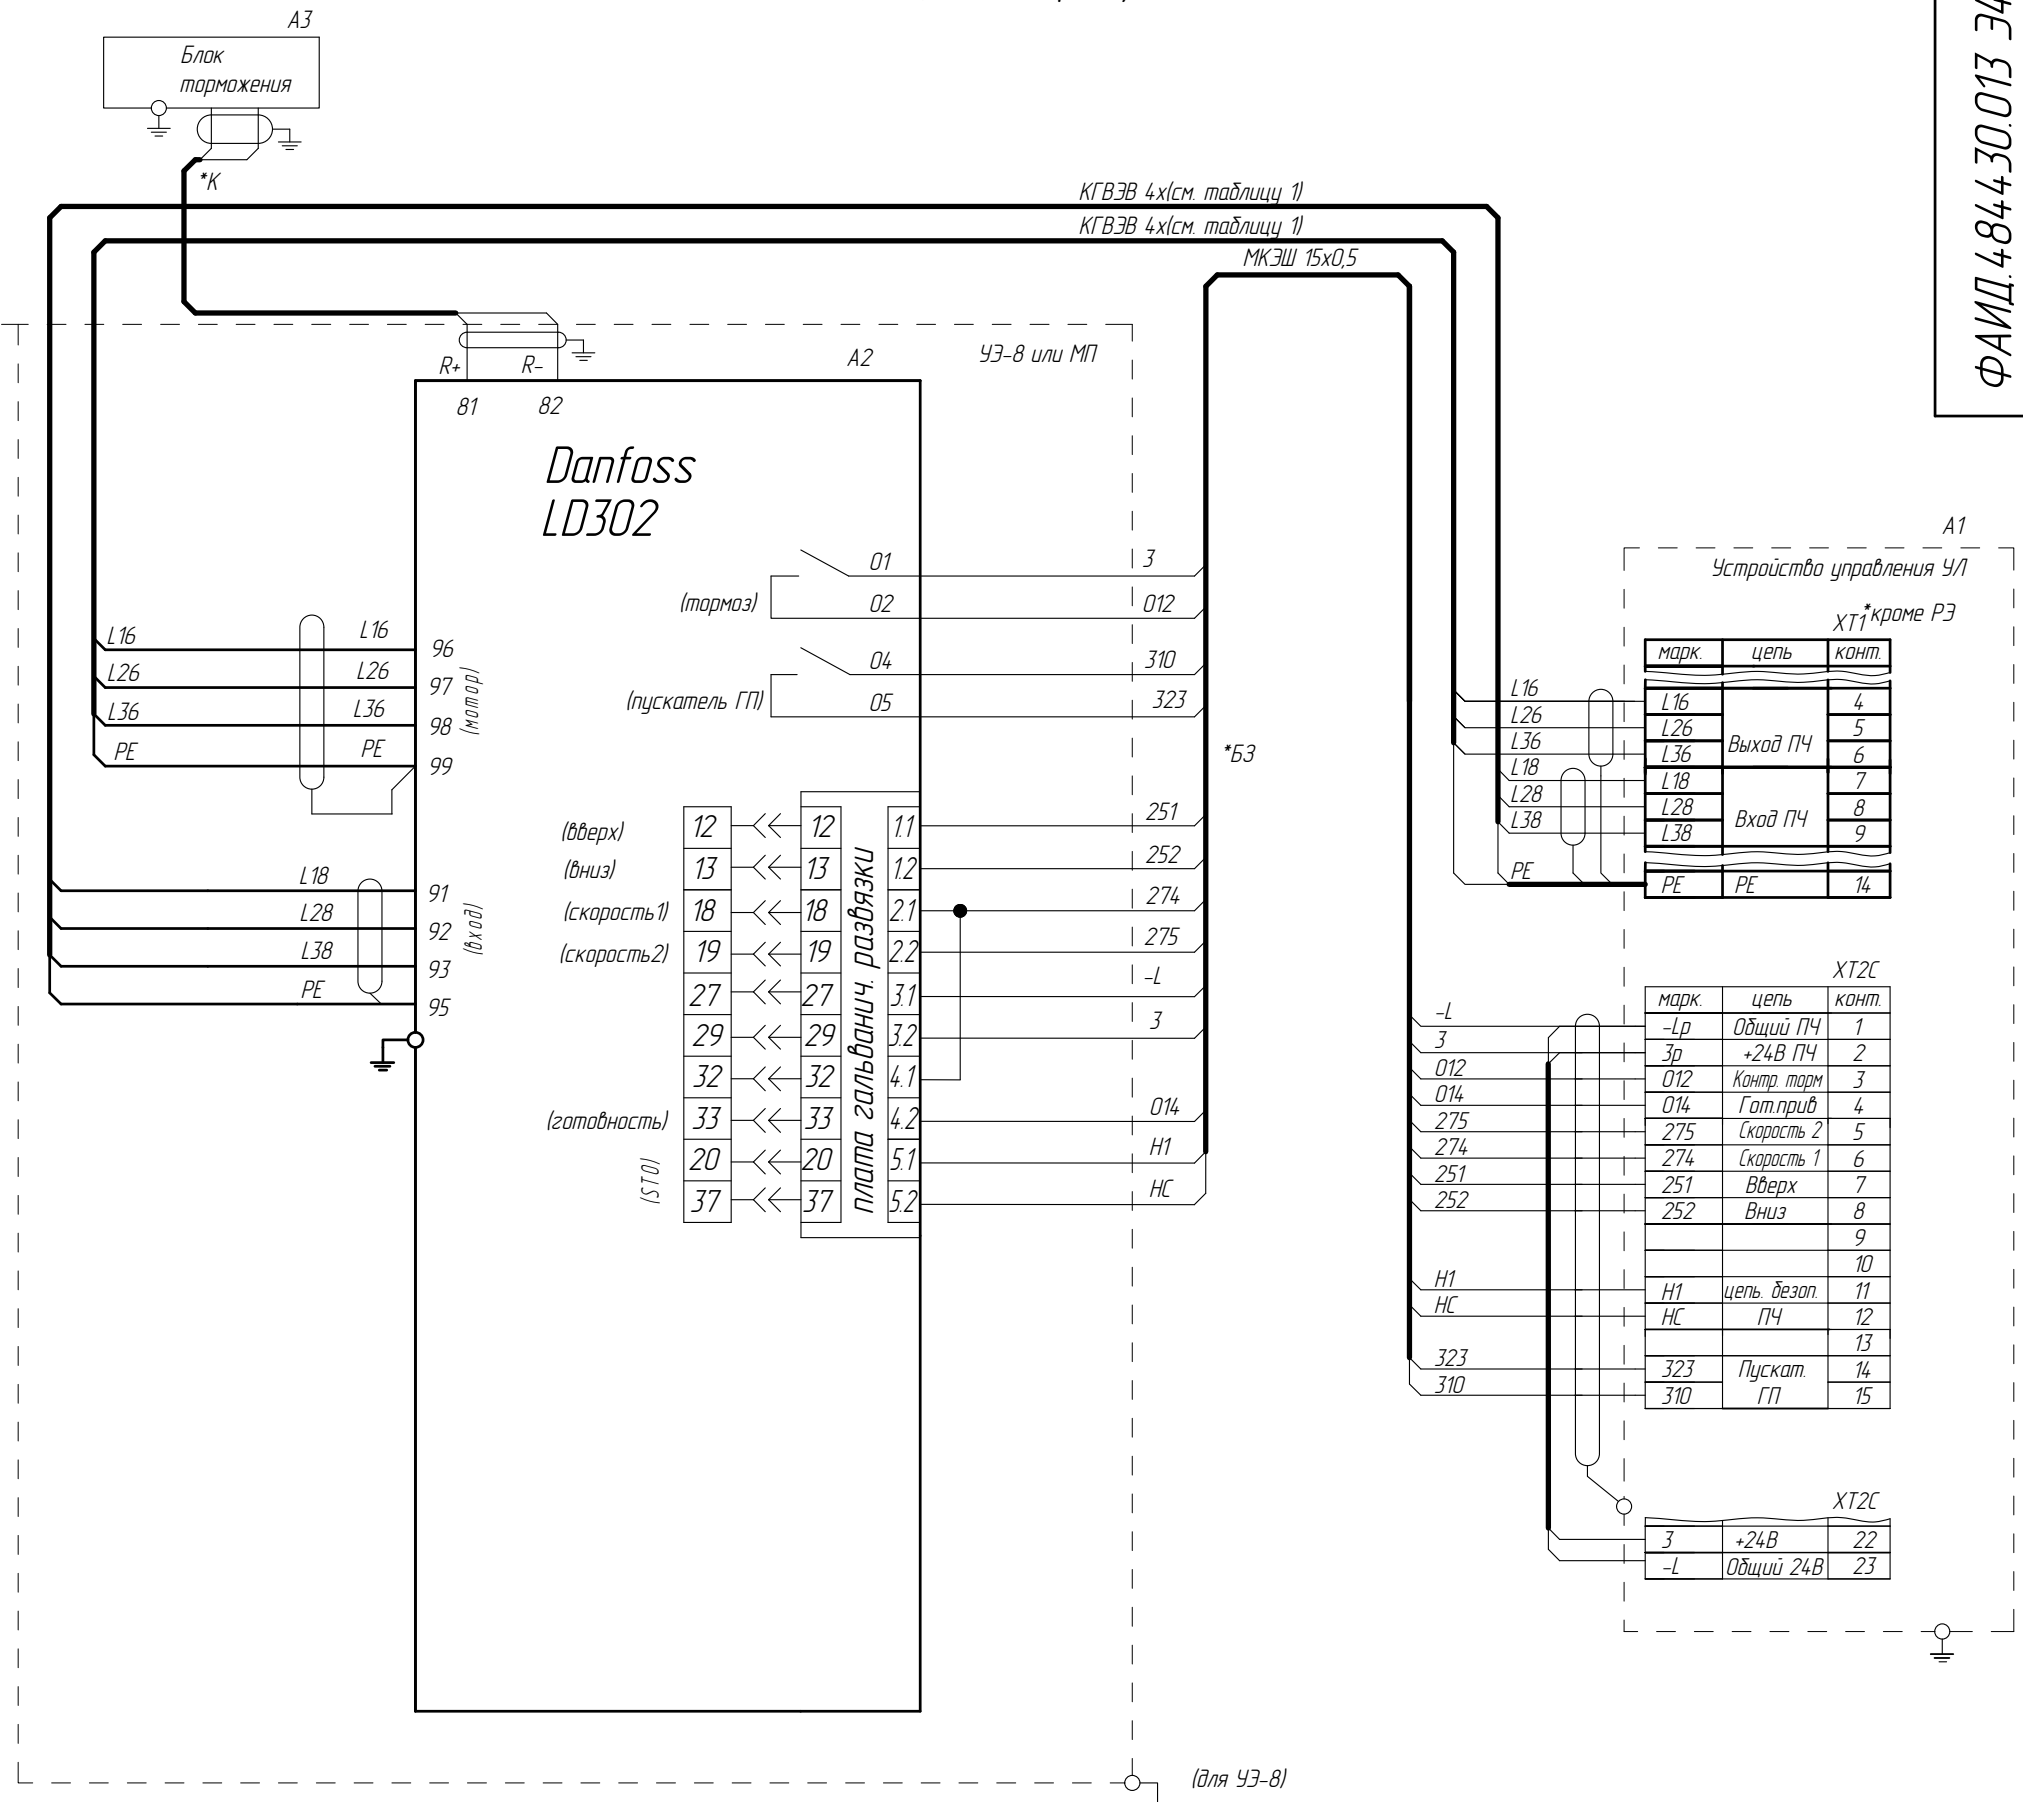 А3
Блок
торможения
*К
КГВЭВ 4х(см. таблицу 1)
КГВЭВ 4х(см. таблицу 1)
МКЭШ 15х0,5
ФАИД.484430.013 Э4
R+
R-
А2
УЭ-8 или МП
81
82
Danfoss
LD302
01
3
(тормоз)
02
012
04
310
(пускатель ГП)
05
323
*Б3
L16
L16
96
L26
L26
97
L36
L36
98
PE
PE
99
(мотор)
L18
91
L28
92
L38
93
PE
95
(вход)
(вверх)
12
12
1.1
251
(вниз)
13
13
1.2
252
(скорость1)
18
18
2.1
274
(скорость2)
19
19
2.2
275
27
27
3.1
-L
29
29
3.2
3
32
32
4.1
(готовность)
33
33
4.2
014
20
20
5.1
Н1
(STO)
37
37
5.2
НС
плата гальванич. развязки
А1
Устройство управления УЛ
*кроме РЭ
ХТ1
марк. цепь конт.
L16
L16
4
L26
L26
5
L36
L36
Выход ПЧ
6
L18
L18
7
L28
L28
8
L38
L38
Вход ПЧ
9
PE
PE PE 14
ХТ2С
марк. цепь конт.
-L
-Lр Общий ПЧ 1
3
3р +24В ПЧ 2
012
012 Контр. торм 3
014
014 Гот.прив 4
275
275 Скорость 2 5
274
274 Скорость 1 6
251
251 Вверх 7
252
252 Вниз 8
9
10
Н1
Н1 цепь. безоп. 11
НС
НС ПЧ 12
13
323
323 Пускат. 14
310
310 ГП 15
ХТ2С
3 +24В 22
-L Общий 24В 23
(для УЭ-8)